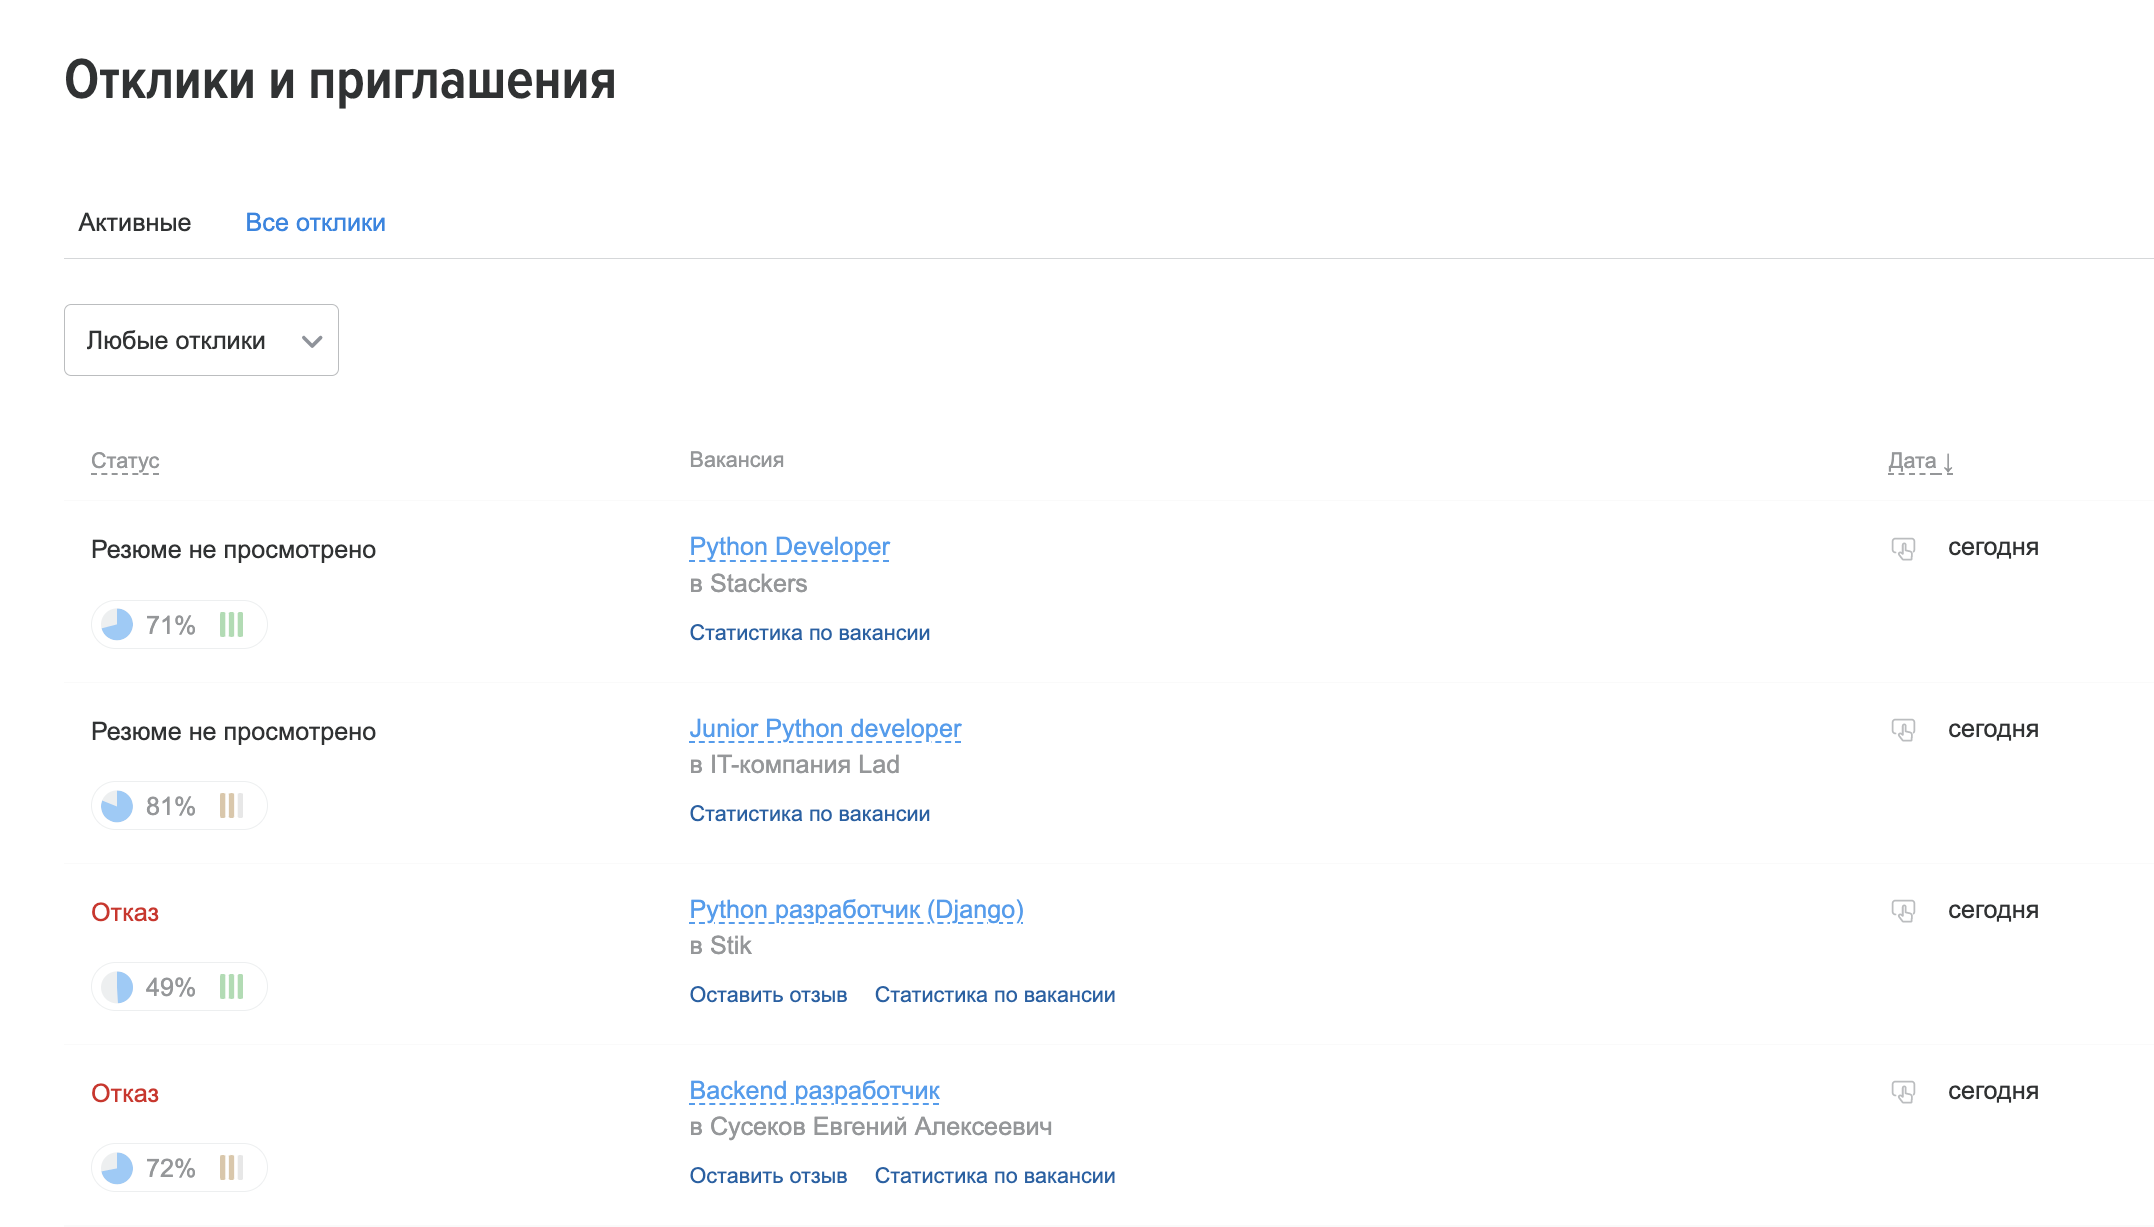 Отклики и приглашения
Активные Все отклики
Любые отклики
Статус Вакансия Дата ↓
Резюме не просмотрено Python Developer сегодня
в Stackers
71% Статистика по вакансии
Резюме не просмотрено Junior Python developer сегодня
в IT-компания Lad
81% Статистика по вакансии
Отказ Python разработчик (Django) сегодня
в Stik
49% Оставить отзыв Статистика по вакансии
Отказ Backend разработчик сегодня
в Сусеков Евгений Алексеевич
72% Оставить отзыв Статистика по вакансии